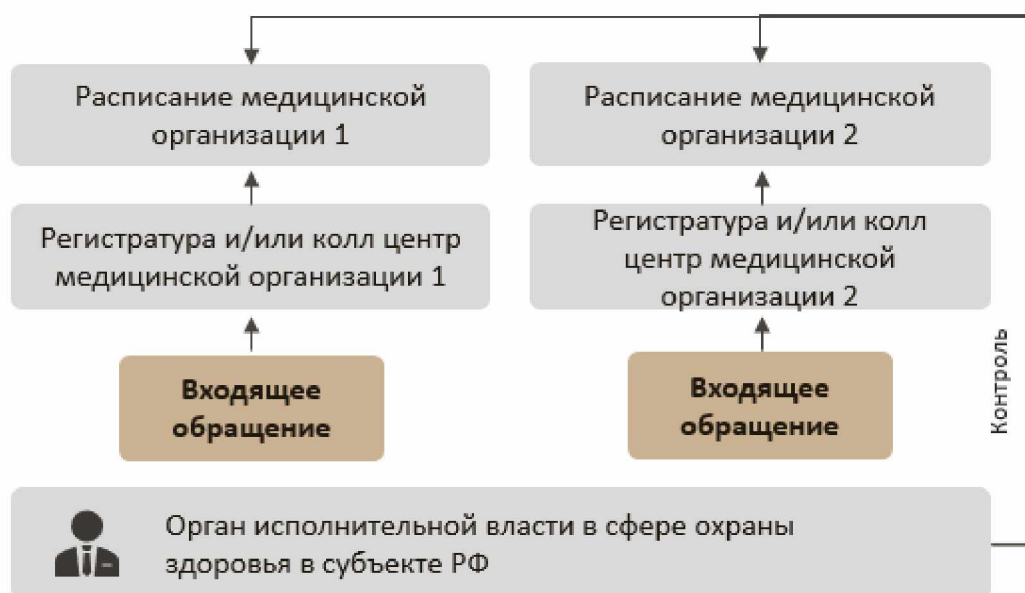 Расписание медицинской
организации 1
Расписание медицинской
организации 2
Регистратура и/или колл центр
медицинской организации 1
Регистратура и/или колл
центр медицинской
организации 2
Входящее
обращение
Входящее
обращение
Контроль
Орган исполнительной власти в сфере охраны
здоровья в субъекте РФ